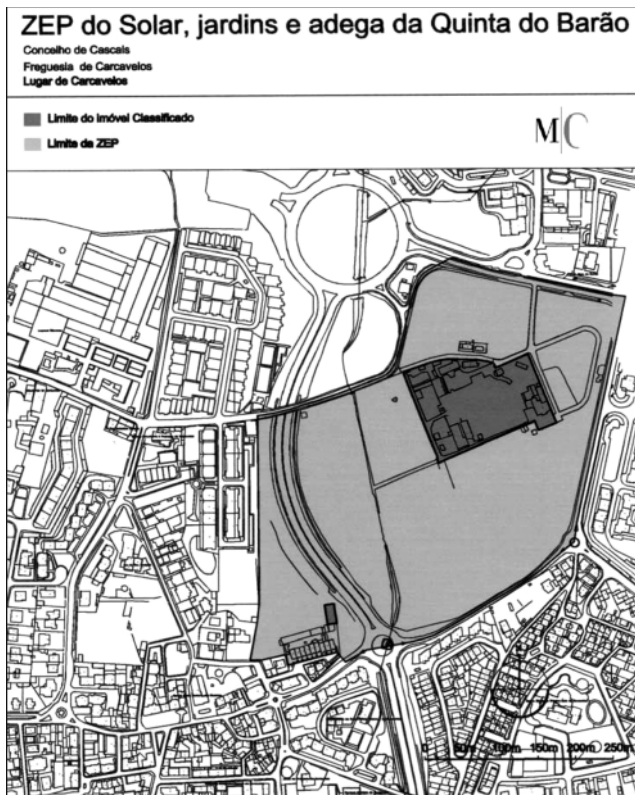 ZEP do Solar, jardins e adega da Quinta do Barão
Concelho de Cascais
Freguesia de Carcavelos
Lugar de Carcavelos
Limite do imóvel Classificado
Limite da ZEP
M|C
0 50m 100m 150m 200m 250m